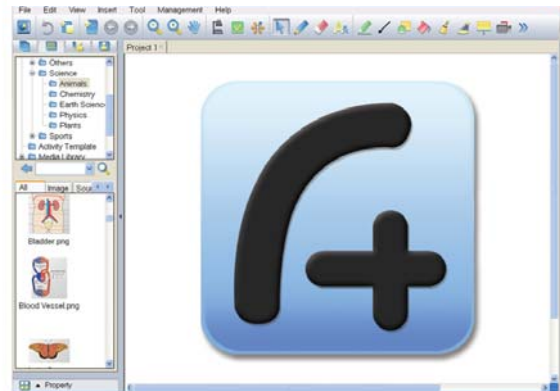 File Edit View Insert Tool Management Help
Project 1
Others
Science
Animals
Chemistry
Earth Science
Physics
Plants
Sports
Activity Template
Media Library
All Image
Bladder.png
Blood Vessel.png
Property